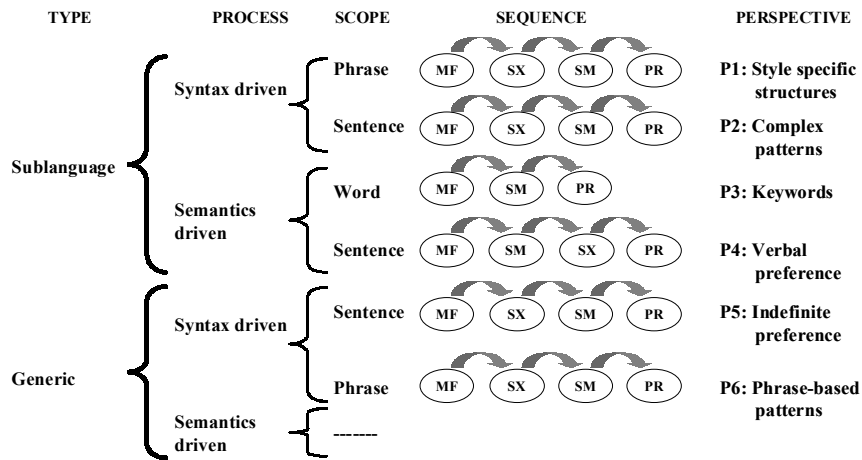 TYPE PROCESS SCOPE SEQUENCE PERSPECTIVE
Phrase MF SX SM PR P1: Style specific
structures
Syntax driven
Sentence MF SX SM PR P2: Complex
patterns
Sublanguage
Word MF SM PR P3: Keywords
Semantics
driven
Sentence MF SM SX PR P4: Verbal
preference
Sentence MF SX SM PR P5: Indefinite
preference
Syntax driven
Generic
Phrase MF SX SM PR P6: Phrase-based
patterns
Semantics
driven
-------